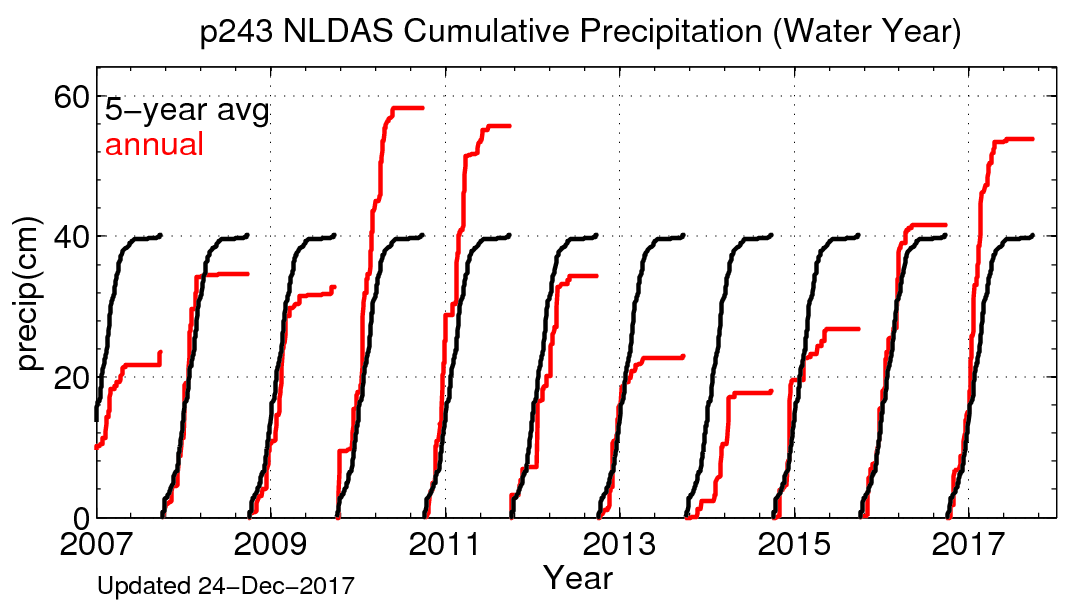 p243 NLDAS Cumulative Precipitation (Water Year)
60
5-year avg
annual
40
precip(cm)
20
0
2007 2009 2011 2013 2015 2017
Year
Updated 24-Dec-2017